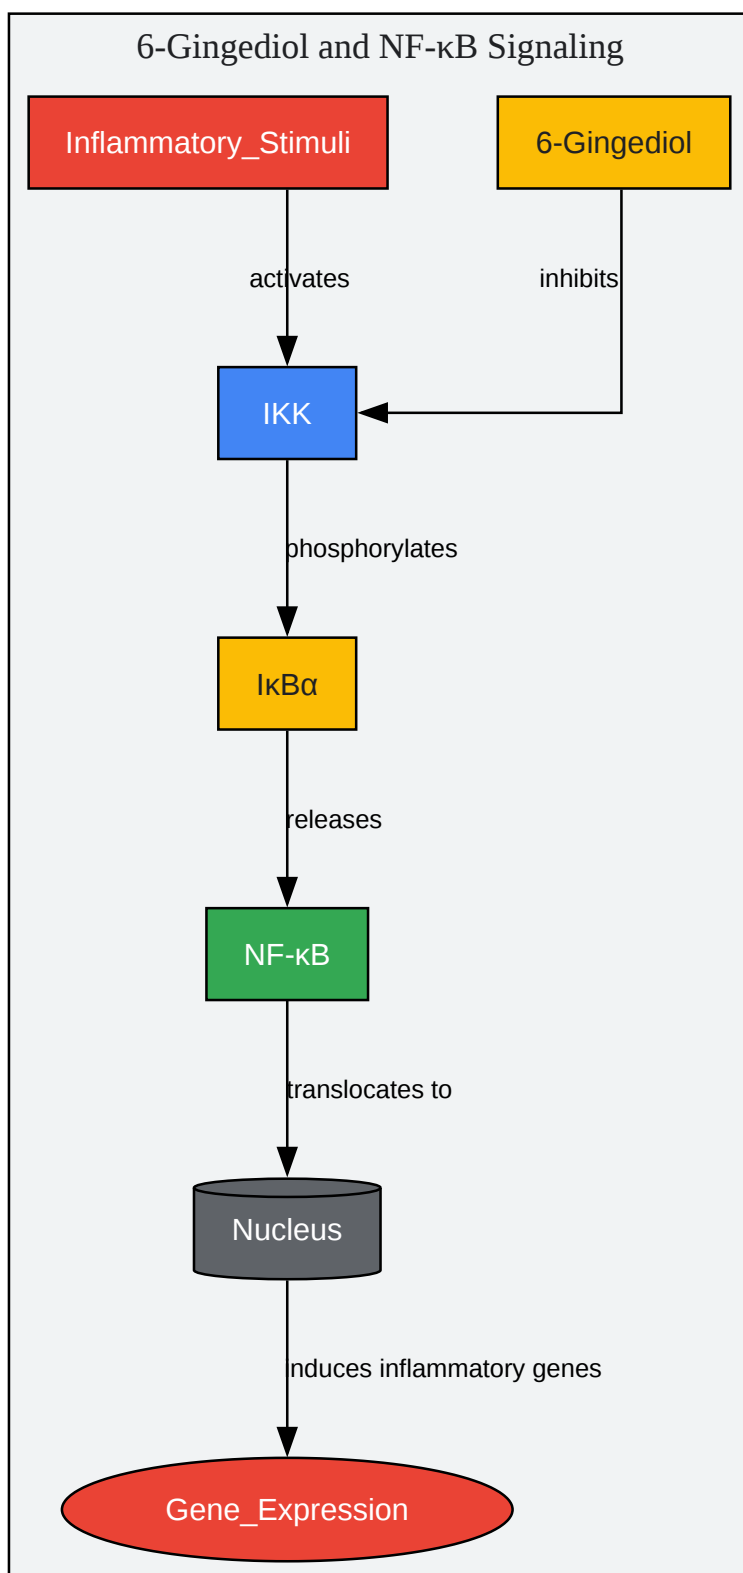 6-Gingediol and NF-κB Signaling
Inflammatory_Stimuli
6-Gingediol
activates
inhibits
IKK
phosphorylates
IκBα
releases
NF-κB
translocates to
Nucleus
induces inflammatory genes
Gene_Expression